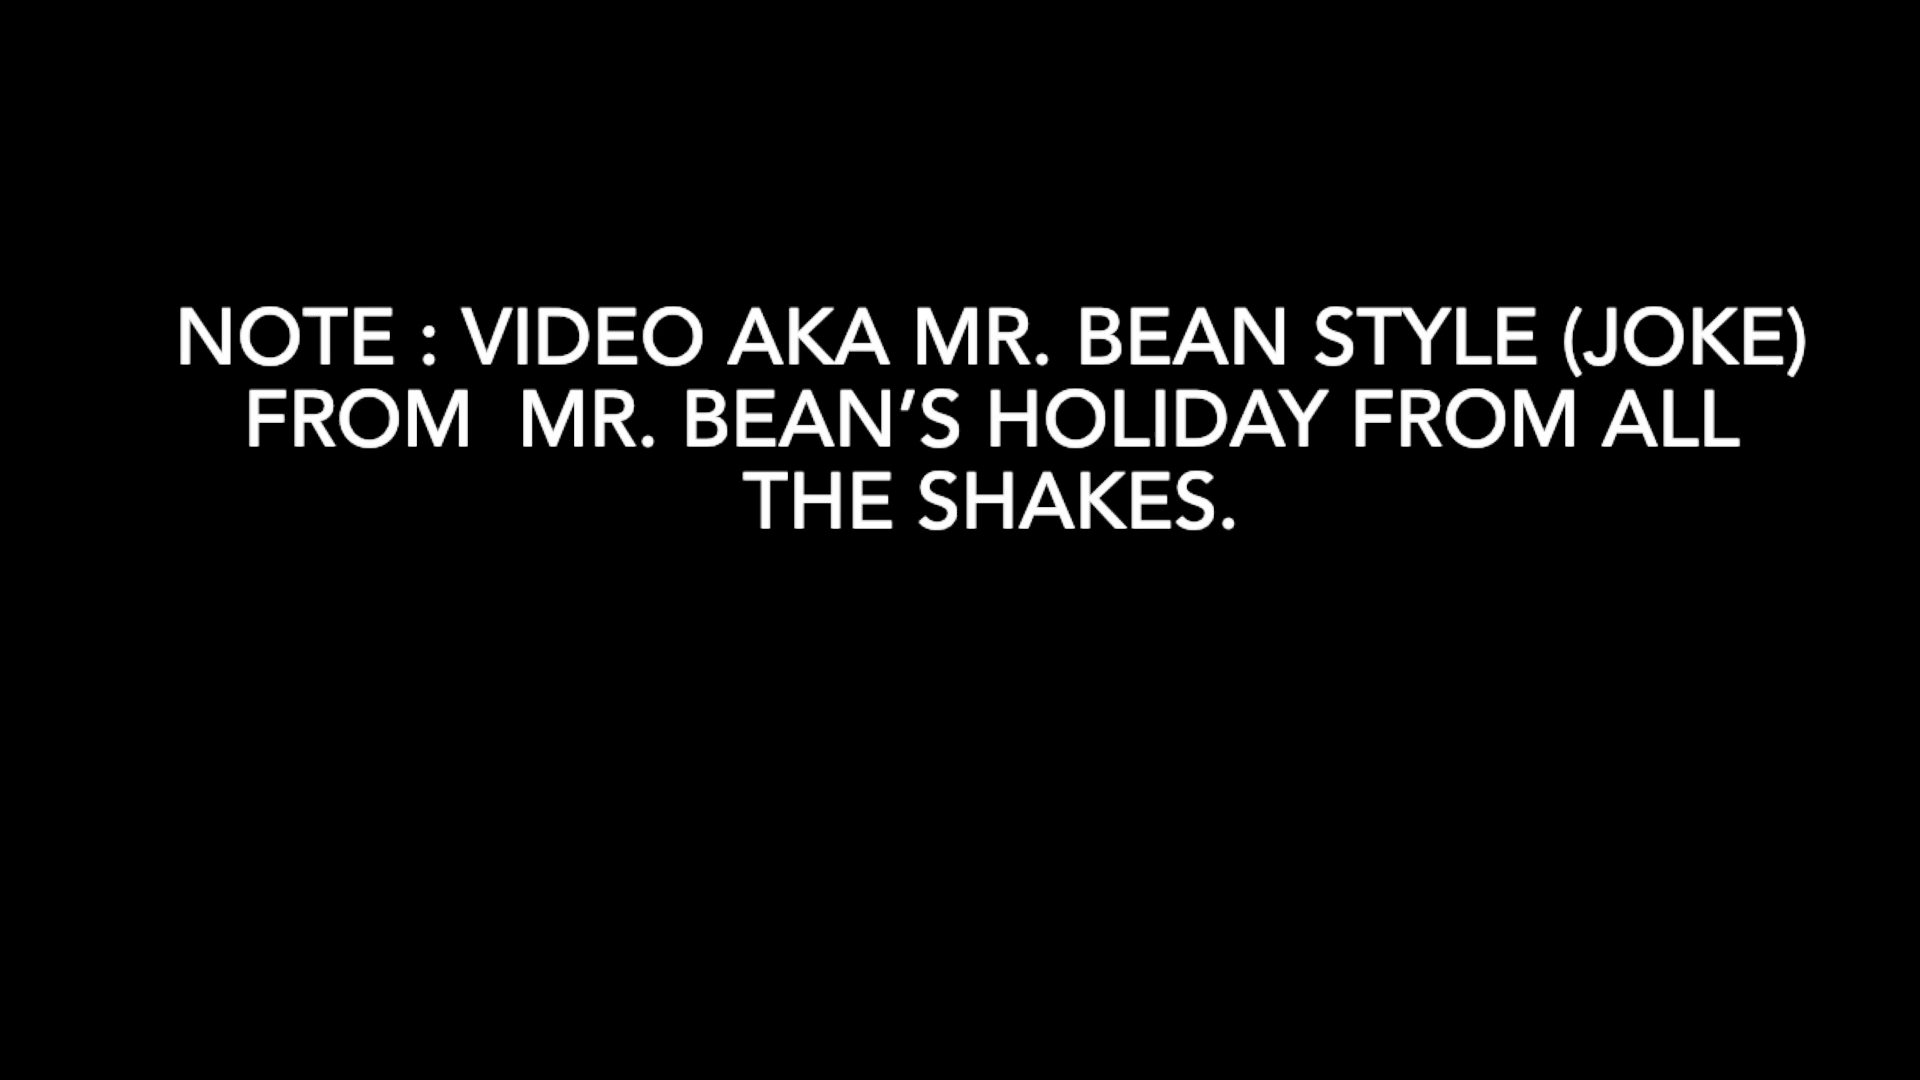 NOTE : VIDEO AKA MR. BEAN STYLE (JOKE)
FROM  MR. BEAN’S HOLIDAY FROM ALL
THE SHAKES.